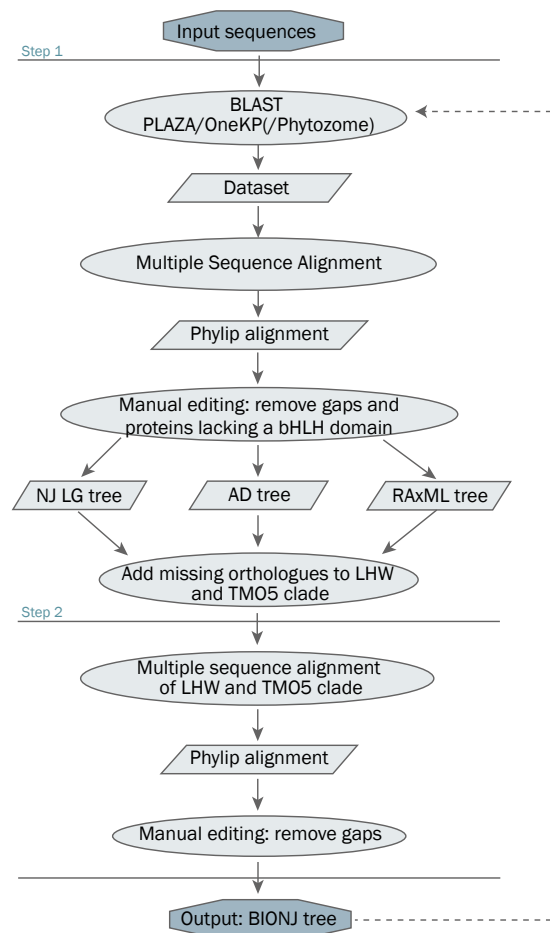 Input sequences
Step 1
BLAST
PLAZA/OneKP(/Phytozome)
Dataset
Multiple Sequence Alignment
Phylip alignment
Manual editing: remove gaps and
proteins lacking a bHLH domain
NJ LG tree
AD tree
RAxML tree
Add missing orthologues to LHW
and TMO5 clade
Step 2
Multiple sequence alignment
of LHW and TMO5 clade
Phylip alignment
Manual editing: remove gaps
Output: BIONJ tree